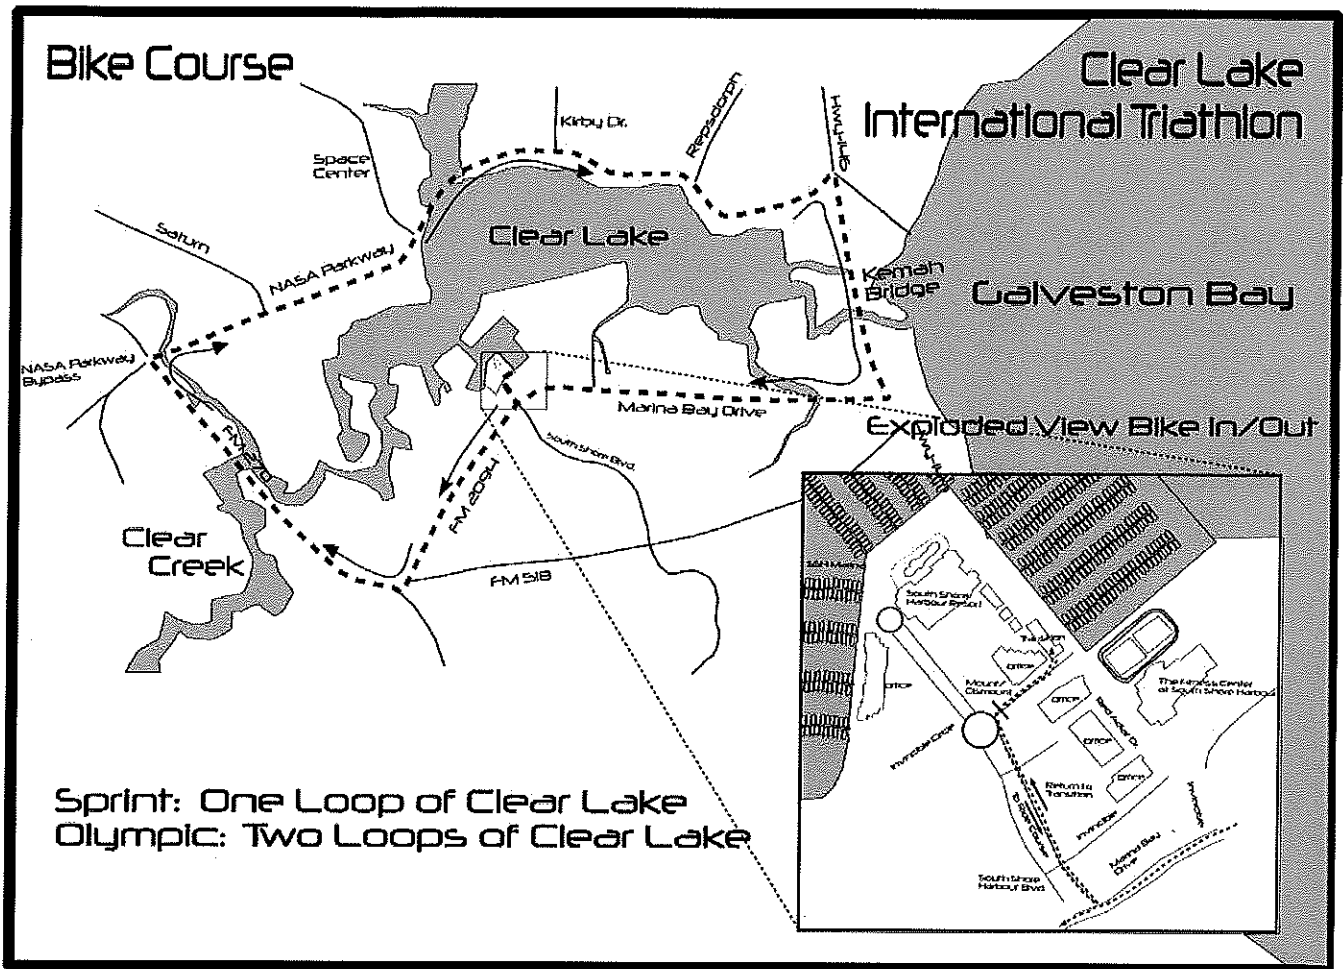 Bike Course
Clear Lake
International Triathlon
Kirby Dr.
Repsdorph
Hwy 146
Space
Center
Saturn
NASA Parkway
Clear Lake
Kemah
Bridge
Galveston Bay
NASA Parkway
Bypass
Marina Bay Drive
Exploded View Bike In/Out
South Shore Blvd.
FM 2094
FM 518
Clear
Creek
South Shore
Harbour Resort
Office
Mount/
Dismount
Office
Office
The Fitness Center
at South Shore Harbour
Office
Invincible Circle
Office
Return to
Transition
To Bike Course
Invincible
Invincible
Marina Bay
Drive
South Shore
Harbour Blvd.
Sprint: One Loop of Clear Lake
Olympic: Two Loops of Clear Lake